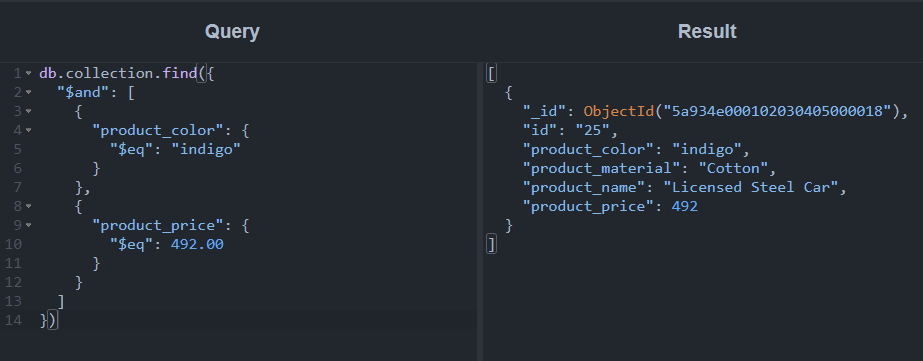 Query
Result
1 db.collection.find({
2 "$and": [
3 {
4 "product_color": {
5 "$eq": "indigo"
6 }
7 },
8 {
9 "product_price": {
10 "$eq": 492.00
11 }
12 }
13 ]
14 })
[
{
"_id": ObjectId("5a934e000102030405000018"),
"id": "25",
"product_color": "indigo",
"product_material": "Cotton",
"product_name": "Licensed Steel Car",
"product_price": 492
}
]